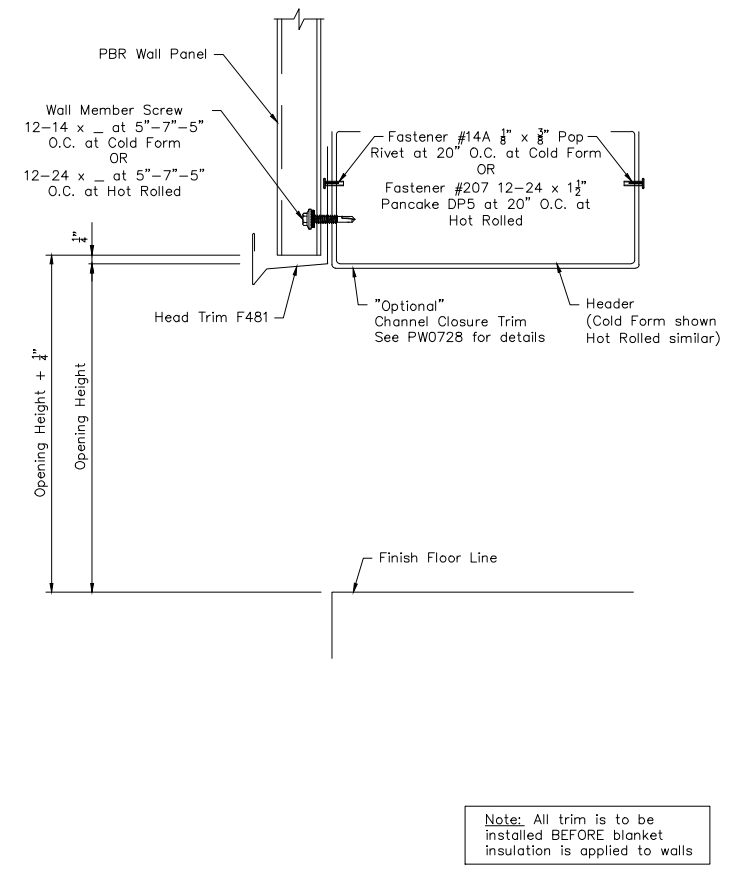 PBR Wall Panel
Wall Member Screw
12-14 x _ at 5"-7"-5"
O.C. at Cold Form
OR
12-24 x _ at 5"-7"-5"
O.C. at Hot Rolled
Fastener #14A 1/8" x 3/8" Pop
Rivet at 20" O.C. at Cold Form
OR
Fastener #207 12-24 x 1 1/2"
Pancake DP5 at 20" O.C. at
Hot Rolled
1/4"
Head Trim F481
"Optional"
Channel Closure Trim
See PW0728 for details
Header
(Cold Form shown
Hot Rolled similar)
Opening Height + 1/4"
Opening Height
Finish Floor Line
Note: All trim is to be
installed BEFORE blanket
insulation is applied to walls